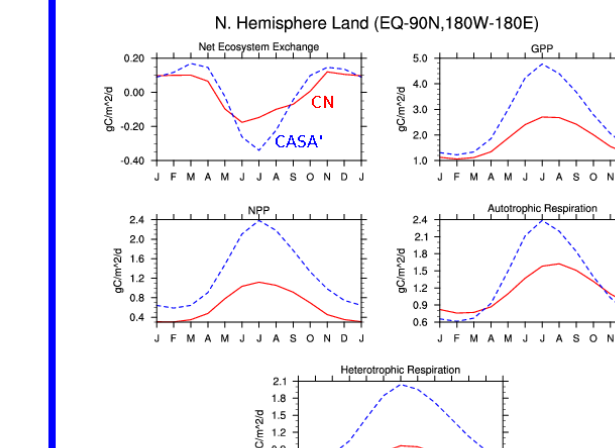 N. Hemisphere Land (EQ-90N,180W-180E)
Net Ecosystem Exchange
gC/m^2/d
0.20
0.00
-0.20
-0.40
CN
CASA'
J F M A M J J A S O N D J
GPP
gC/m^2/d
5.0
4.0
3.0
2.0
1.0
J F M A M J J A S O N
NPP
gC/m^2/d
2.4
2.0
1.6
1.2
0.8
0.4
J F M A M J J A S O N D J
Autotrophic Respiration
gC/m^2/d
2.4
2.1
1.8
1.5
1.2
0.9
0.6
J F M A M J J A S O N
Heterotrophic Respiration
gC/m^2/d
2.1
1.8
1.5
1.2